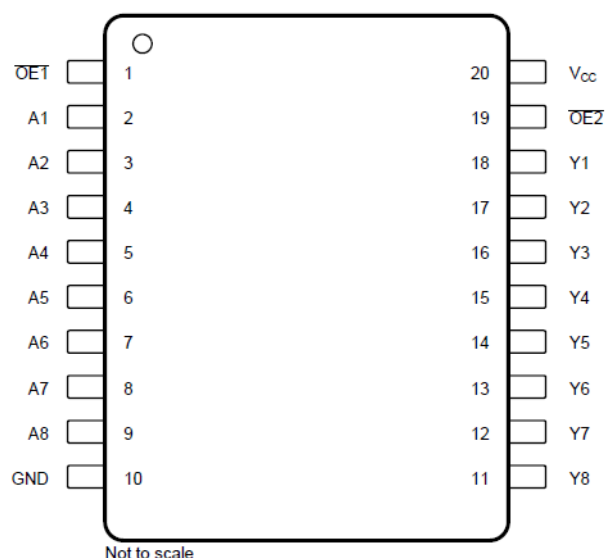 OE1 1 20 VCC
A1 2 19 OE2
A2 3 18 Y1
A3 4 17 Y2
A4 5 16 Y3
A5 6 15 Y4
A6 7 14 Y5
A7 8 13 Y6
A8 9 12 Y7
GND 10 11 Y8
Not to scale